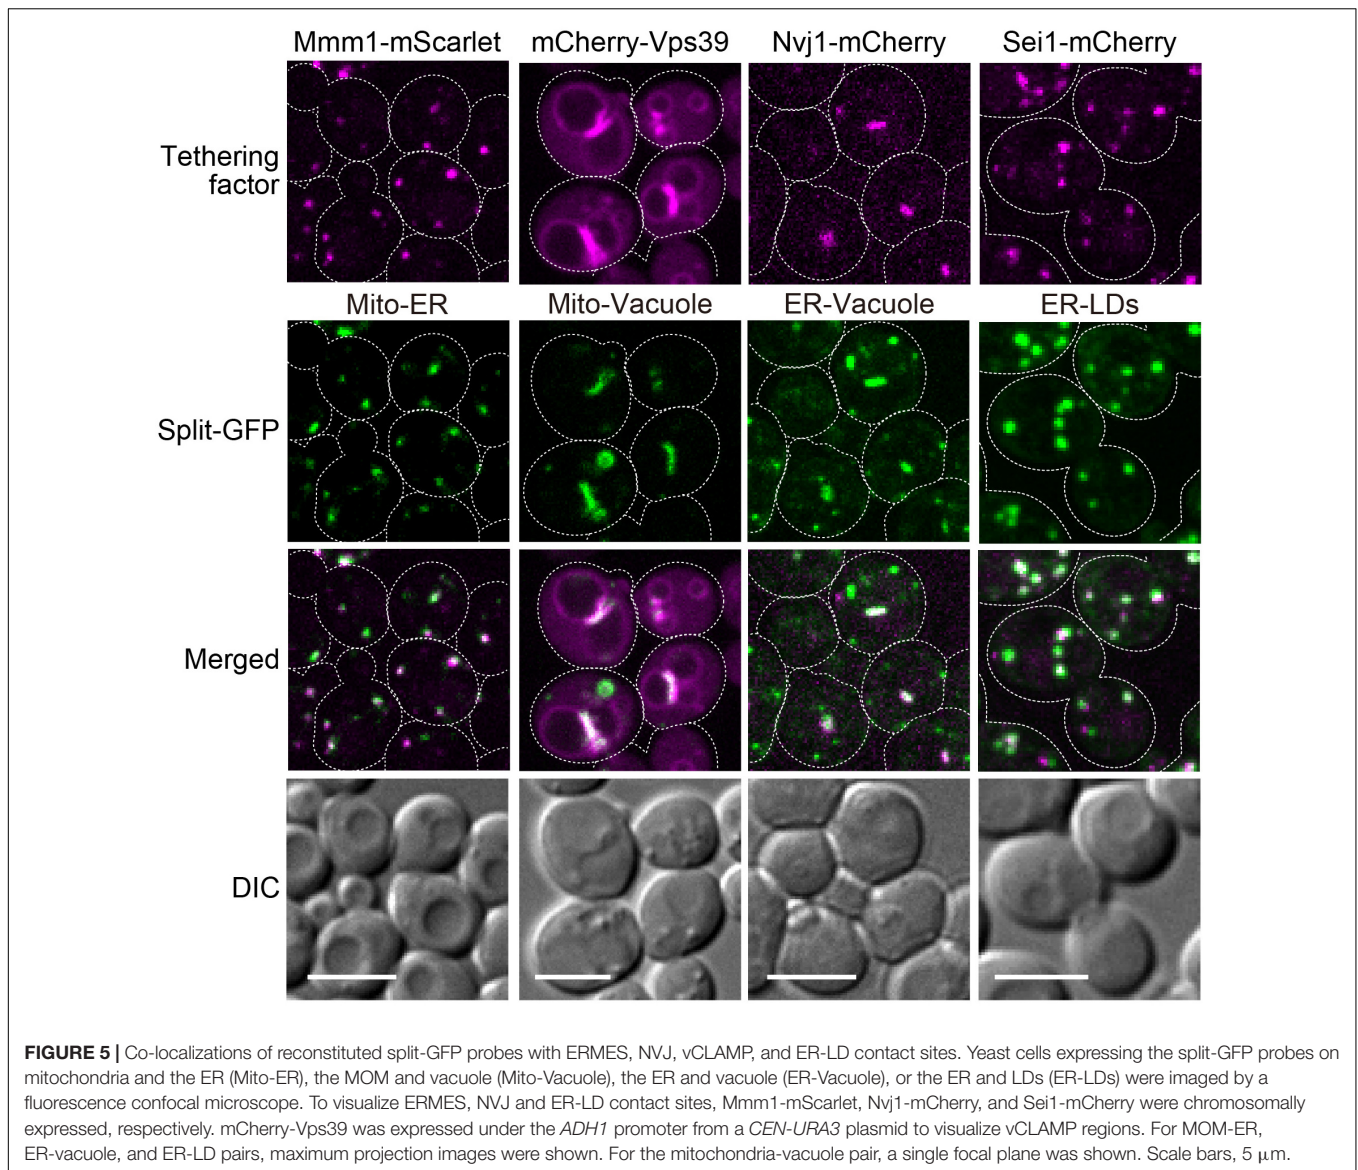 Mmm1-mScarlet mCherry-Vps39 Nvj1-mCherry Sei1-mCherry
Tethering
factor
Mito-ER Mito-Vacuole ER-Vacuole ER-LDs
Split-GFP
Merged
DIC
FIGURE 5 | Co-localizations of reconstituted split-GFP probes with ERMES, NVJ, vCLAMP, and ER-LD contact sites. Yeast cells expressing the split-GFP probes on
mitochondria and the ER (Mito-ER), the MOM and vacuole (Mito-Vacuole), the ER and vacuole (ER-Vacuole), or the ER and LDs (ER-LDs) were imaged by a
fluorescence confocal microscope. To visualize ERMES, NVJ and ER-LD contact sites, Mmm1-mScarlet, Nvj1-mCherry, and Sei1-mCherry were chromosomally
expressed, respectively. mCherry-Vps39 was expressed under the ADH1 promoter from a CEN-URA3 plasmid to visualize vCLAMP regions. For MOM-ER,
ER-vacuole, and ER-LD pairs, maximum projection images were shown. For the mitochondria-vacuole pair, a single focal plane was shown. Scale bars, 5 μm.